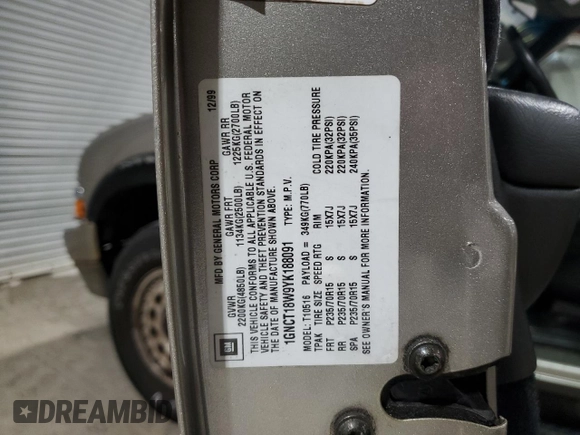 MFD BY GENERAL MOTORS CORP 12/99
GVWR GAWR FRT GAWR RR
2200KG(4850LB) 1134KG(2500LB) 1225KG(2700LB)
THIS VEHICLE CONFORMS TO ALL APPLICABLE U.S. FEDERAL MOTOR
VEHICLE SAFETY AND THEFT PREVENTION STANDARDS IN EFFECT ON
THE DATE OF MANUFACTURE SHOWN ABOVE.
1GNCT18W9YK188091 TYPE: M.P.V.
MODEL: T10516 PAYLOAD = 349KG(770LB)
TPAK TIRE SIZE SPEED RTG RIM COLD TIRE PRESSURE
FRT P235/70R15 S 15X7J 220KPA(32PSI)
RR P235/70R15 S 15X7J 220KPA(32PSI)
SPA P235/70R15 S 15X7J 240KPA(35PSI)
SEE OWNER'S MANUAL FOR MORE INFORMATION.
GM
DREAMBID